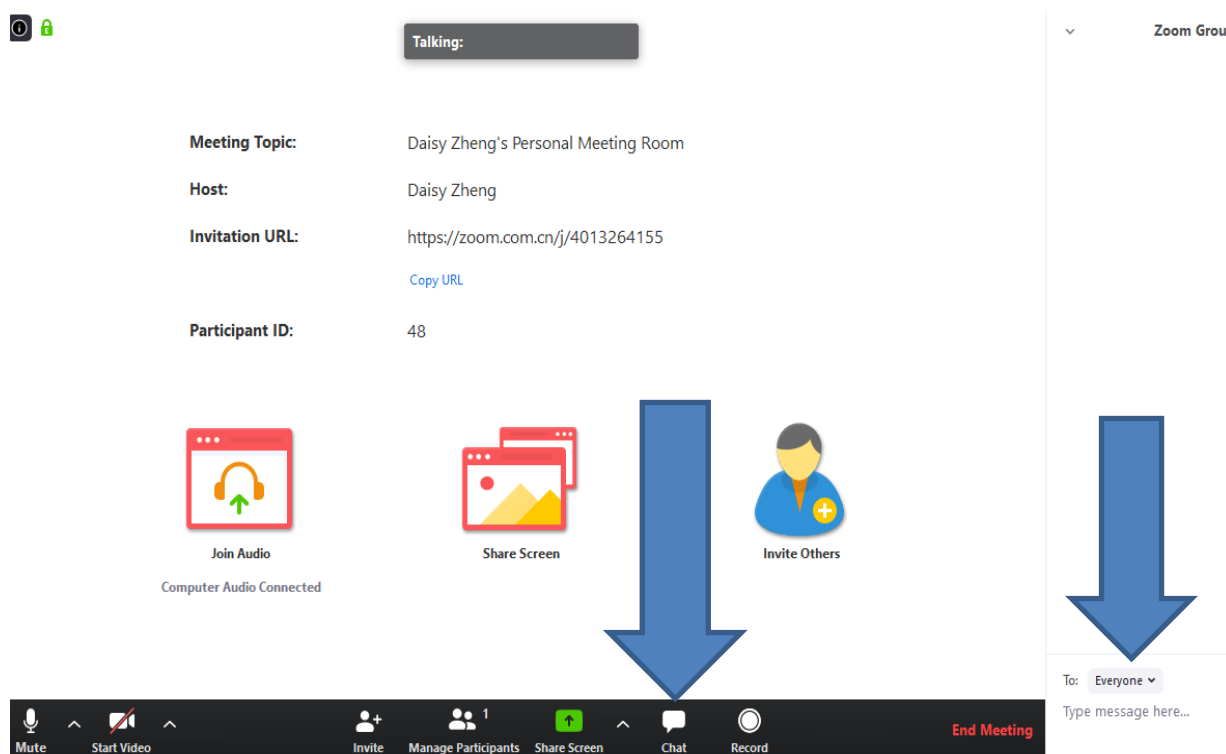 Talking:
Zoom Grou
Meeting Topic: Daisy Zheng's Personal Meeting Room
Host: Daisy Zheng
Invitation URL: https://zoom.com.cn/j/4013264155
Copy URL
Participant ID: 48
Join Audio
Share Screen
Invite Others
Computer Audio Connected
To: Everyone
Type message here...
1
Mute
Start Video
Invite
Manage Participants
Share Screen
Chat
Record
End Meeting